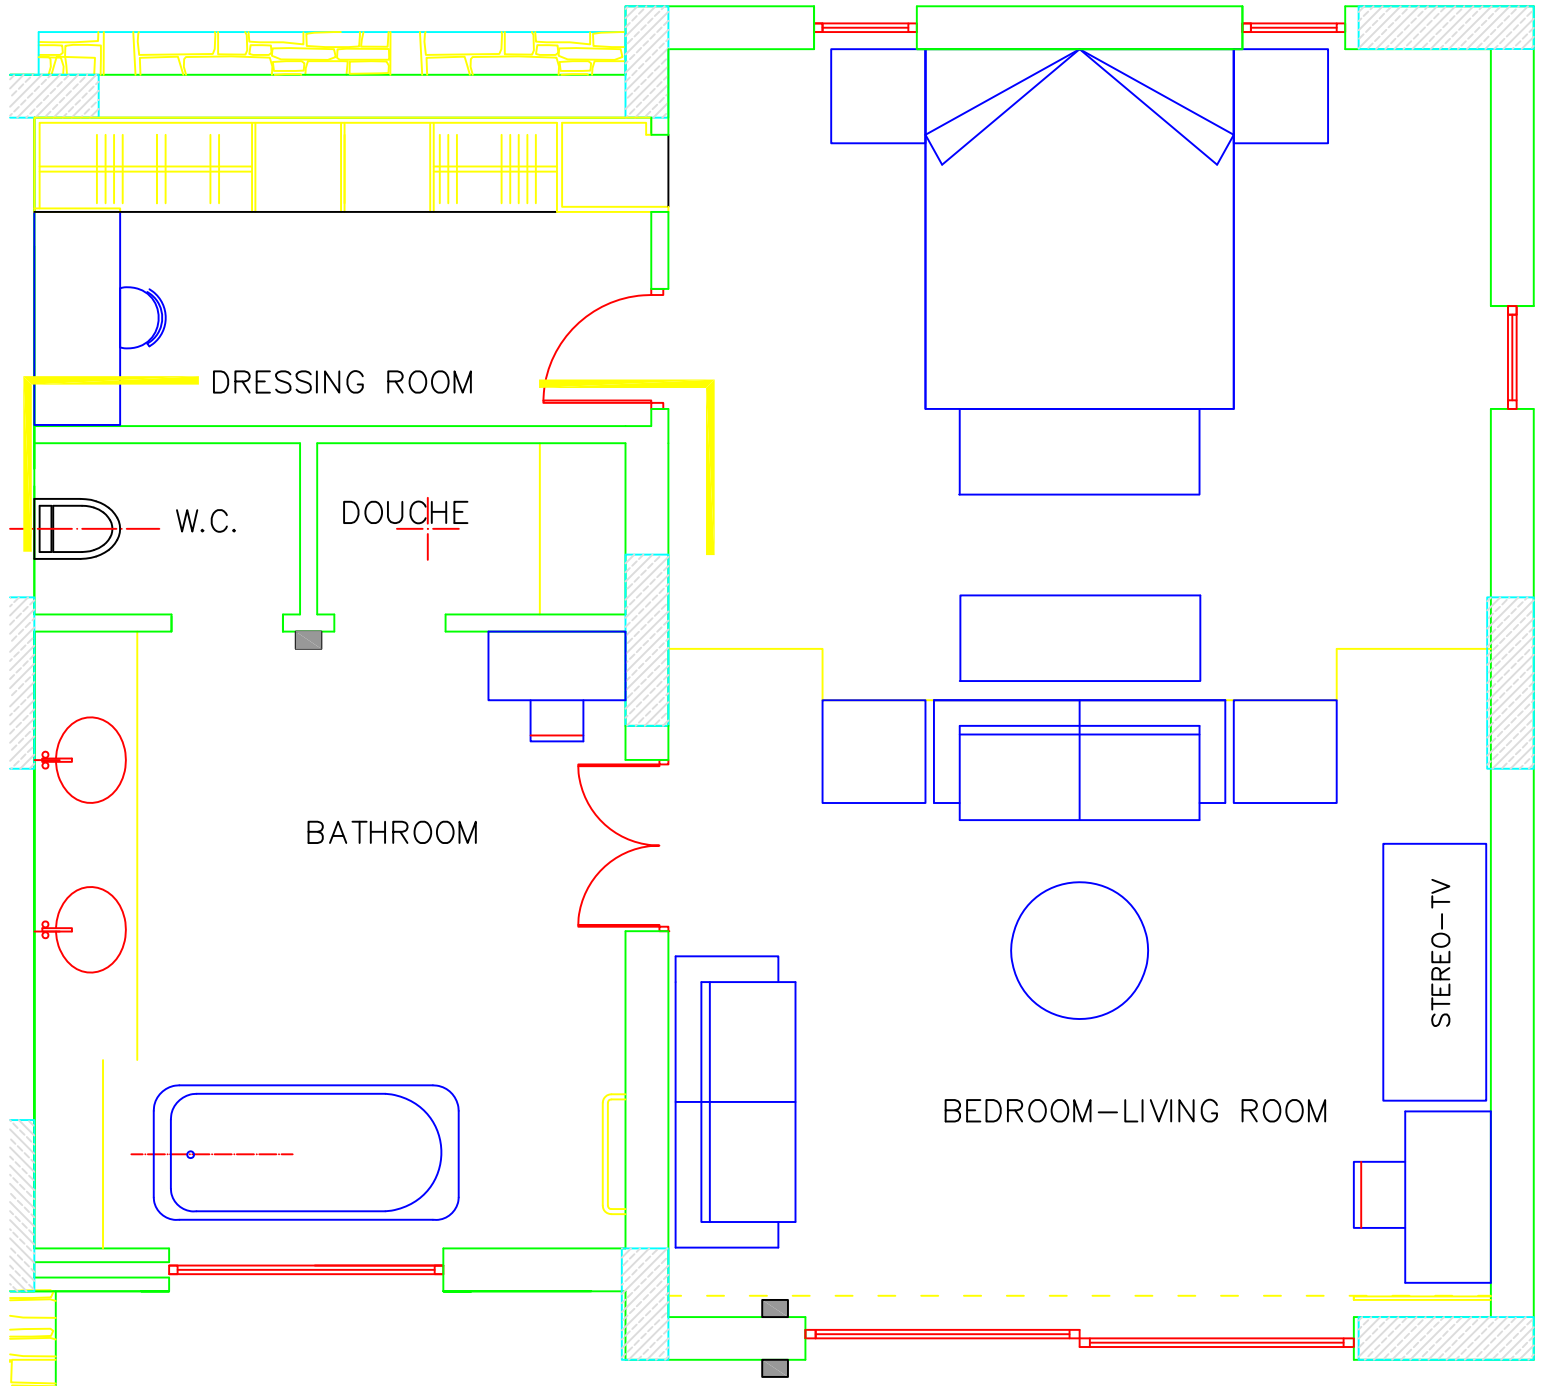 DRESSING ROOM
W.C.
DOUCHE
BATHROOM
STEREO-TV
BEDROOM-LIVING ROOM